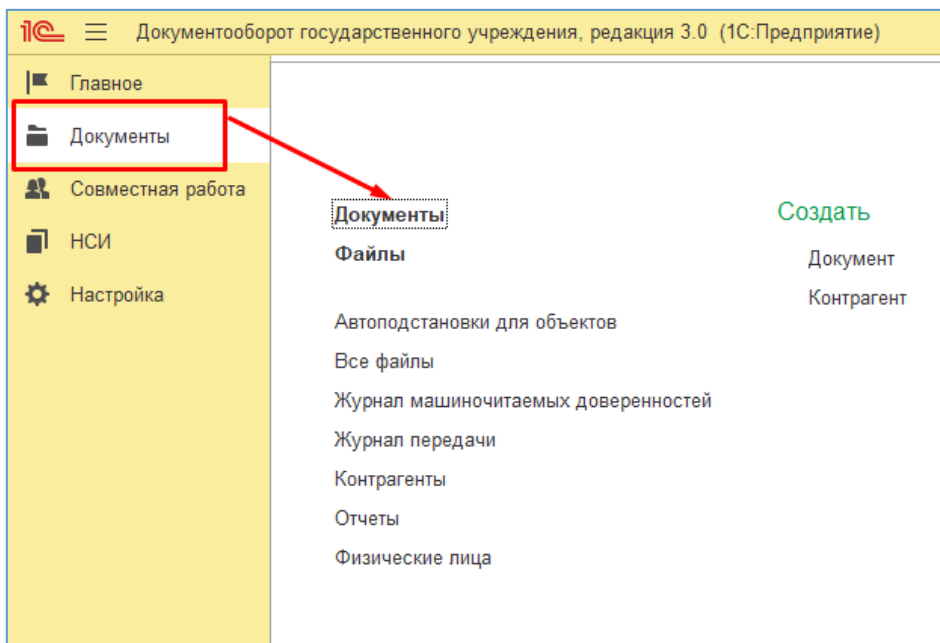 1С Документооборот государственного учреждения, редакция 3.0 (1С:Предприятие)
Главное
Документы
Совместная работа
НСИ
Настройка
Документы
Файлы
Автоподстановки для объектов
Все файлы
Журнал машиночитаемых доверенностей
Журнал передачи
Контрагенты
Отчеты
Физические лица
Создать
Документ
Контрагент